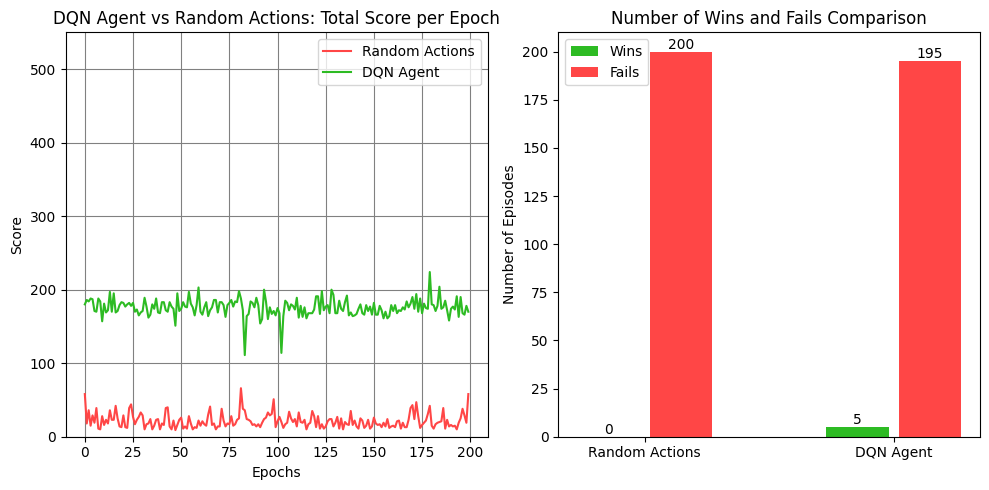 DQN Agent vs Random Actions: Total Score per Epoch
Random Actions
DQN Agent
Score
500
400
300
200
100
0
0
25
50
75
100
125
150
175
200
Epochs
Number of Wins and Fails Comparison
Wins
Fails
Number of Episodes
200
175
150
125
100
75
50
25
0
0
200
5
195
Random Actions
DQN Agent